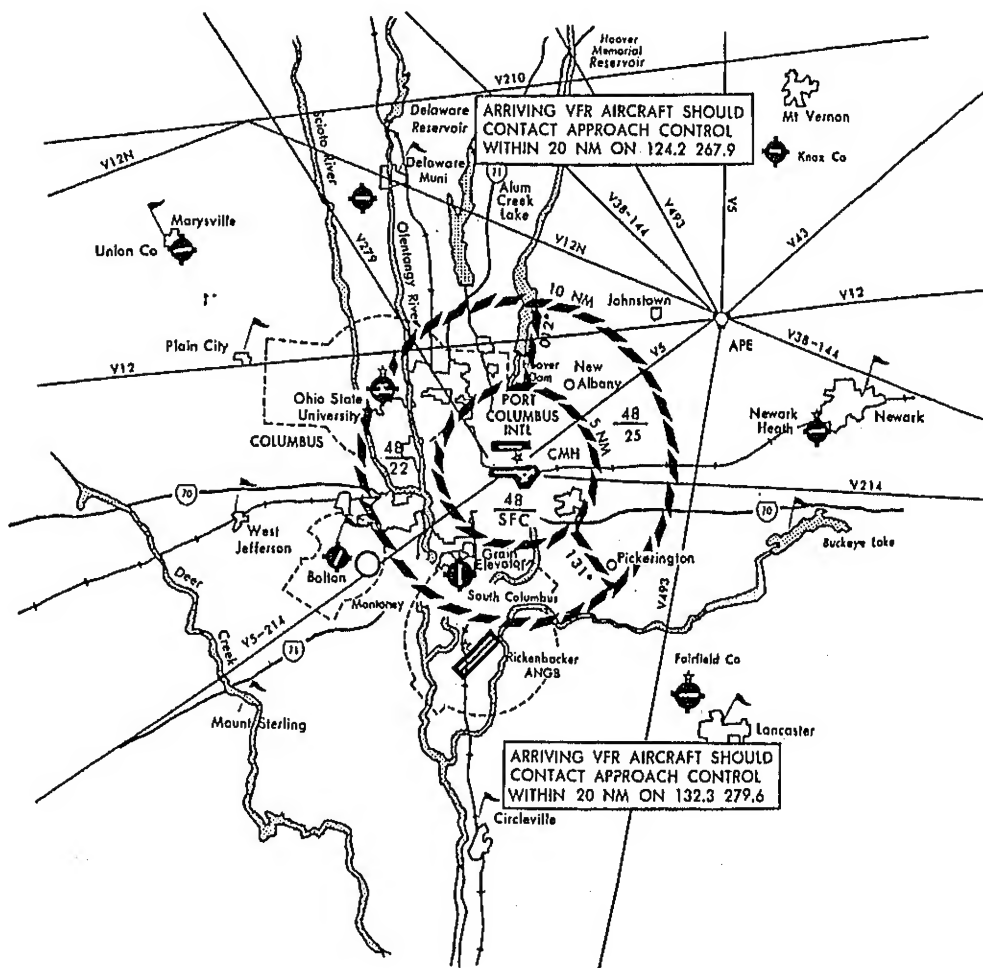 Hoover
Memorial
Reservoir
V210
ARRIVING VFR AIRCRAFT SHOULD
CONTACT APPROACH CONTROL
WITHIN 20 NM ON 124.2 267.9
Mt Vernon
Knox Co
Delaware
Reservoir
Scioto River
V12N
Delaware
Muni
71
Alum
Creek
Lake
V38-144
V493
V5
V43
Marysville
Union Co
V279
Olentangy River
V12N
10 NM
Johnstown
V12
Plain City
012°
V5
APE
V38-144
V12
Dam
New
Albany
Ohio State
University
PORT
COLUMBUS
INTL
48
25
Newark
Heath
Newark
COLUMBUS
5 NM
48
22
CMH
V214
70
48
SFC
70
West
Jefferson
Buckeye Lake
Bolton
Grain
Elevator
131°
Pickerington
Deer
Creek
South Columbus
V493
V5-214
71
Rickenbacker
ANGB
Fairfield Co
Mount Sterling
Lancaster
ARRIVING VFR AIRCRAFT SHOULD
CONTACT APPROACH CONTROL
WITHIN 20 NM ON 132.3 279.6
Circleville